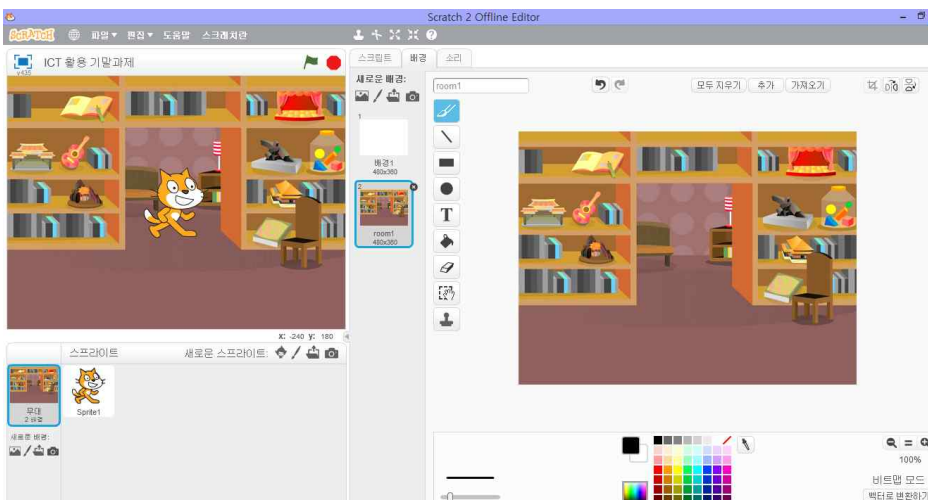 Scratch 2 Offline Editor
SCRATCH 파일 편집 도움말 스크래치란
v435 ICT 활용 기말과제
스크립트 배경 소리
새로운 배경:
room1
모두 지우기 추가 가져오기
1
배경1
480x360
2
room1
480x360
T
X: -240 y: 180
스프라이트 새로운 스프라이트:
무대
2 배경
Sprite1
새로운 배경:
100%
비트맵 모드
벡터로 변환하기